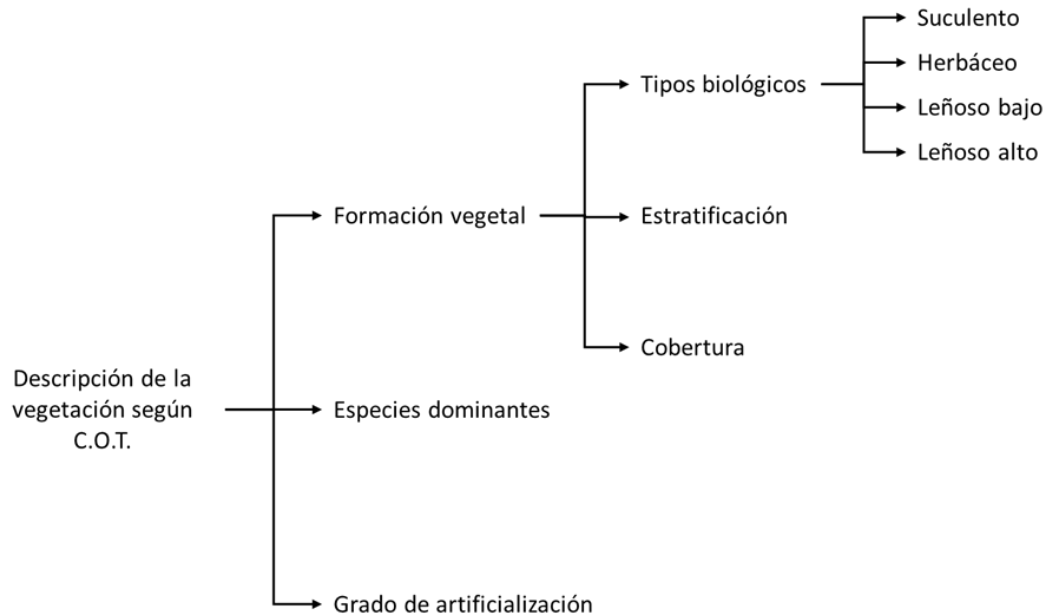 Suculento
Herbáceo
Tipos biológicos
Leñoso bajo
Leñoso alto
Formación vegetal
Estratificación
Cobertura
Descripción de la
vegetación según
C.O.T.
Especies dominantes
Grado de artificialización